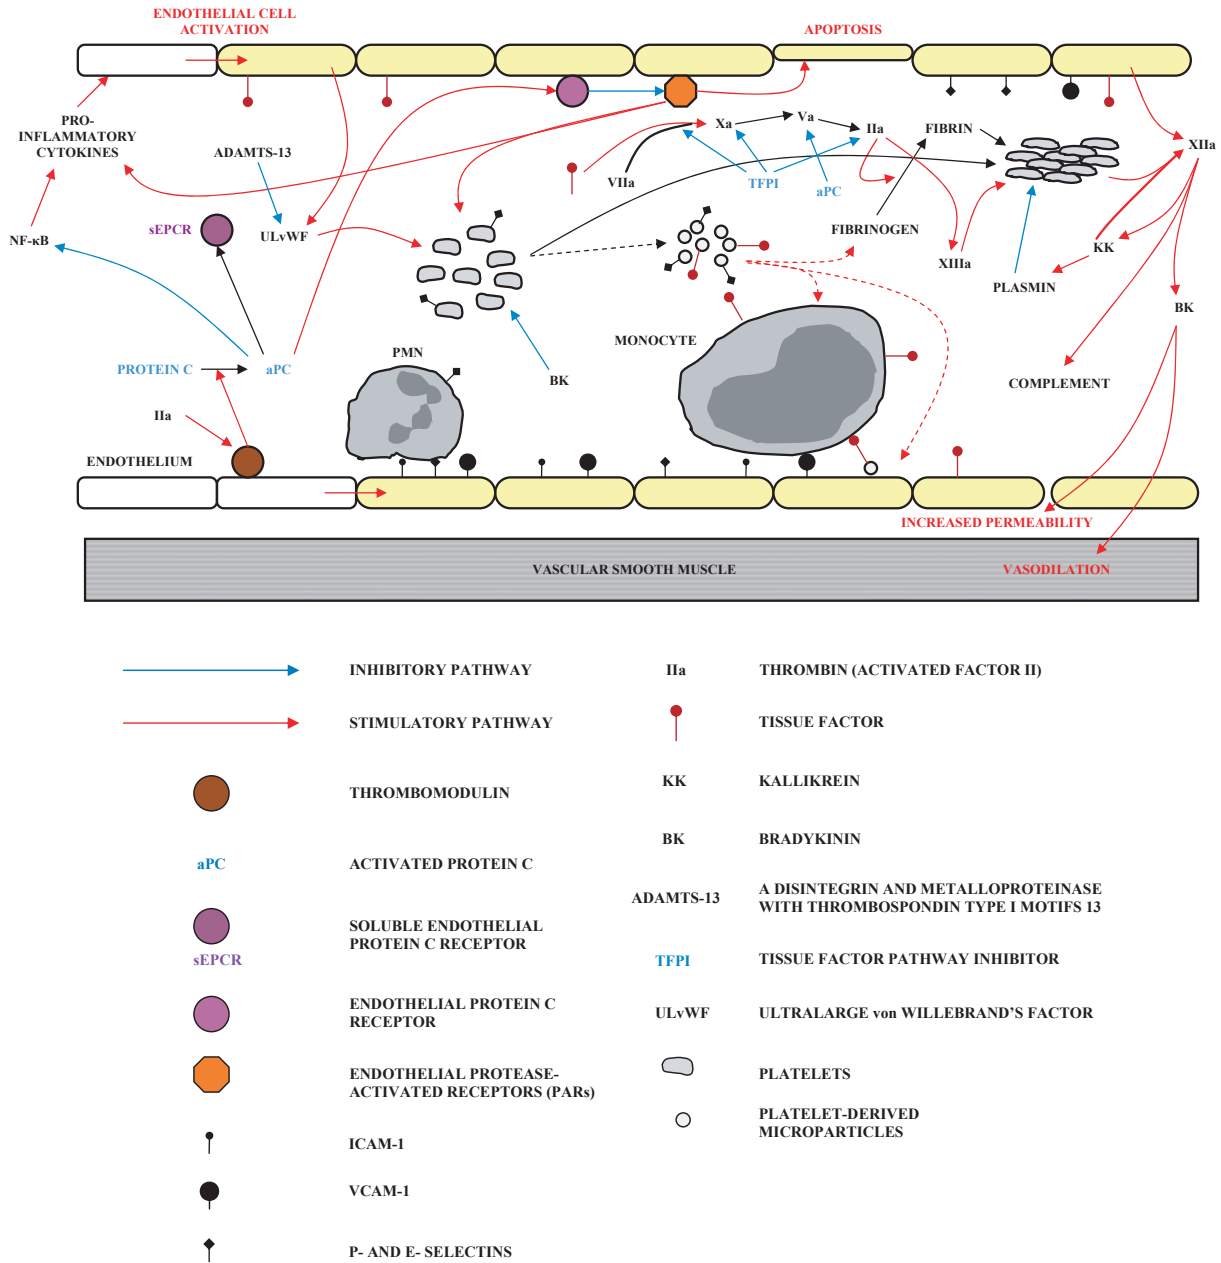 ENDOTHELIAL CELL
ACTIVATION
APOPTOSIS
PRO-
INFLAMMATORY
CYTOKINES
ADAMTS-13
Xa
Va
IIa
FIBRIN
XIIa
VIIa
TFPI
aPC
sEPCR
ULvWF
NF-κB
FIBRINOGEN
XIIIa
KK
PLASMIN
BK
MONOCYTE
PMN
BK
PROTEIN C
aPC
COMPLEMENT
IIa
ENDOTHELIUM
INCREASED PERMEABILITY
VASCULAR SMOOTH MUSCLE
VASODILATION
INHIBITORY PATHWAY
STIMULATORY PATHWAY
THROMBOMODULIN
aPC
ACTIVATED PROTEIN C
SOLUBLE ENDOTHELIAL
PROTEIN C RECEPTOR
sEPCR
ENDOTHELIAL PROTEIN C
RECEPTOR
ENDOTHELIAL PROTEASE-
ACTIVATED RECEPTORS (PARs)
ICAM-1
VCAM-1
P- AND E- SELECTINS
IIa
THROMBIN (ACTIVATED FACTOR II)
TISSUE FACTOR
KK
KALLIKREIN
BK
BRADYKININ
ADAMTS-13
A DISINTEGRIN AND METALLOPROTEINASE
WITH THROMBOSPONDIN TYPE I MOTIFS 13
TFPI
TISSUE FACTOR PATHWAY INHIBITOR
ULvWF
ULTRALARGE von WILLEBRAND'S FACTOR
PLATELETS
PLATELET-DERIVED
MICROPARTICLES